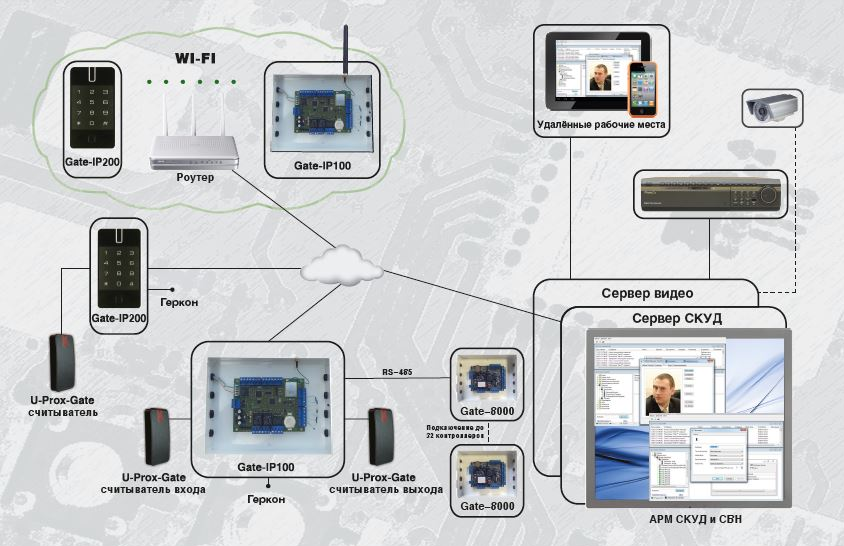 WI-FI
Gate-IP200
Роутер
Gate-IP100
Удалённые рабочие места
Gate-IP200
Геркон
Сервер видео
Сервер СКУД
U-Prox-Gate
считыватель
RS-485
Gate-8000
Подключение до
22 контроллеров
Gate-IP100
Gate-8000
U-Prox-Gate
считыватель входа
Геркон
U-Prox-Gate
считыватель выхода
АРМ СКУД и СВН